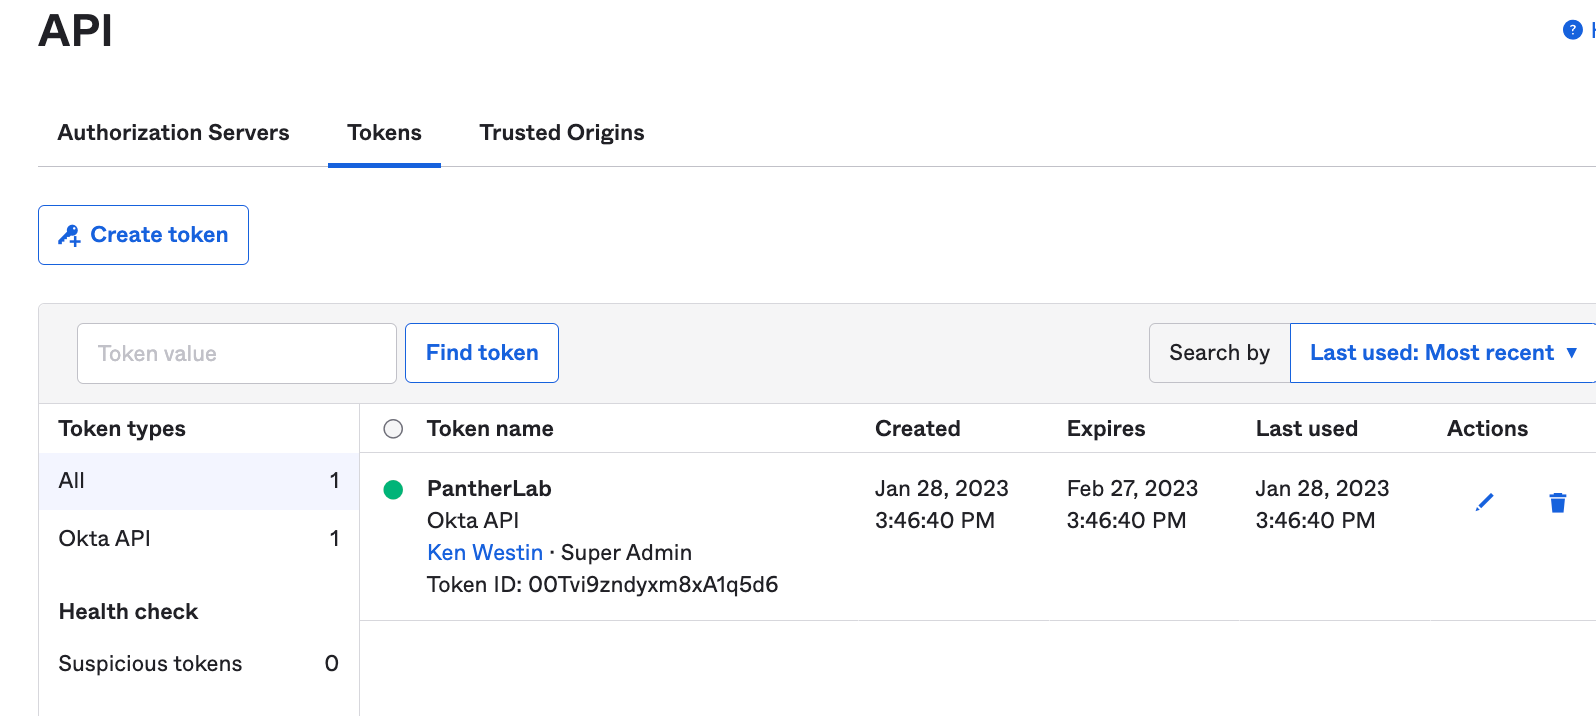 API
Authorization Servers
Tokens
Trusted Origins
Create token
Token value
Find token
Search by
Last used: Most recent
Token types
All 1
Okta API 1
Health check
Suspicious tokens 0
Token name Created Expires Last used Actions
PantherLab Jan 28, 2023 Feb 27, 2023 Jan 28, 2023
Okta API 3:46:40 PM 3:46:40 PM 3:46:40 PM
Ken Westin · Super Admin
Token ID: 00Tvi9zndyxm8xA1q5d6